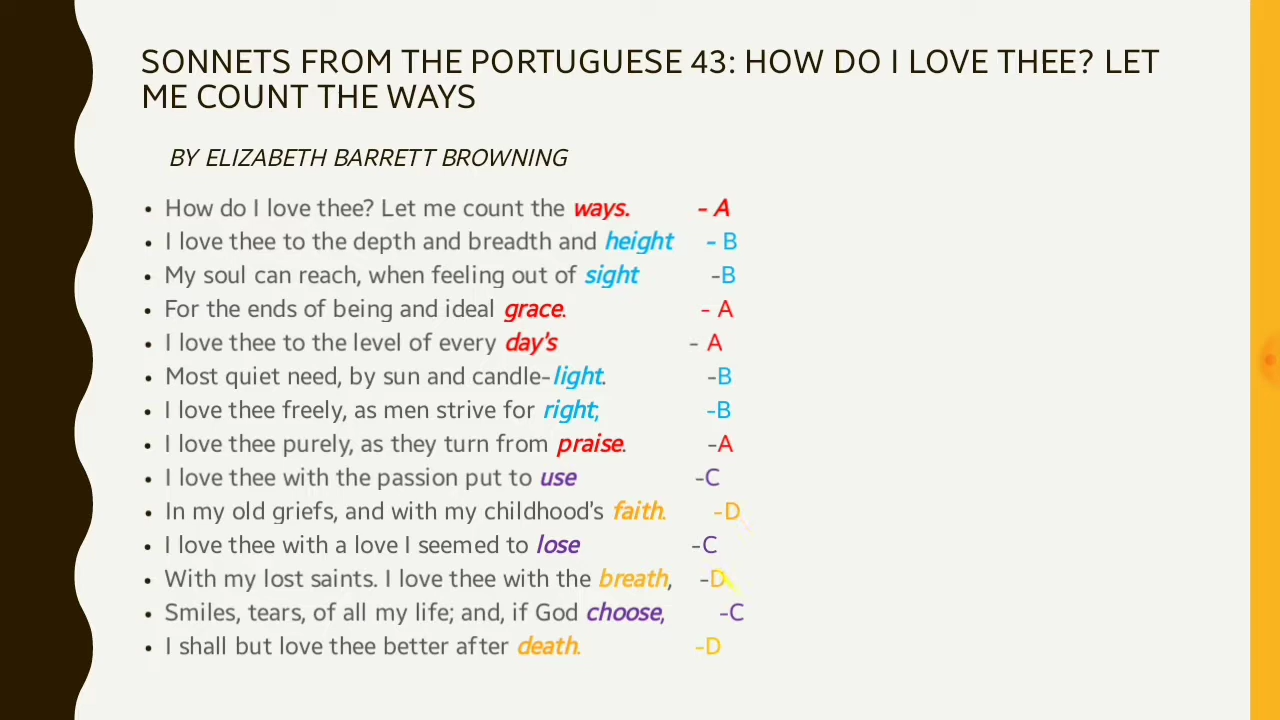 SONNETS FROM THE PORTUGUESE 43: HOW DO I LOVE THEE? LET
ME COUNT THE WAYS
BY ELIZABETH BARRETT BROWNING
• How do I love thee? Let me count the ways. - A
• I love thee to the depth and breadth and height - B
• My soul can reach, when feeling out of sight -B
• For the ends of being and ideal grace. - A
• I love thee to the level of every day's - A
• Most quiet need, by sun and candle-light. -B
• I love thee freely, as men strive for right; -B
• I love thee purely, as they turn from praise. -A
• I love thee with the passion put to use -C
• In my old griefs, and with my childhood's faith. -D
• I love thee with a love I seemed to lose -C
• With my lost saints. I love thee with the breath, -D
• Smiles, tears, of all my life; and, if God choose, -C
• I shall but love thee better after death. -D